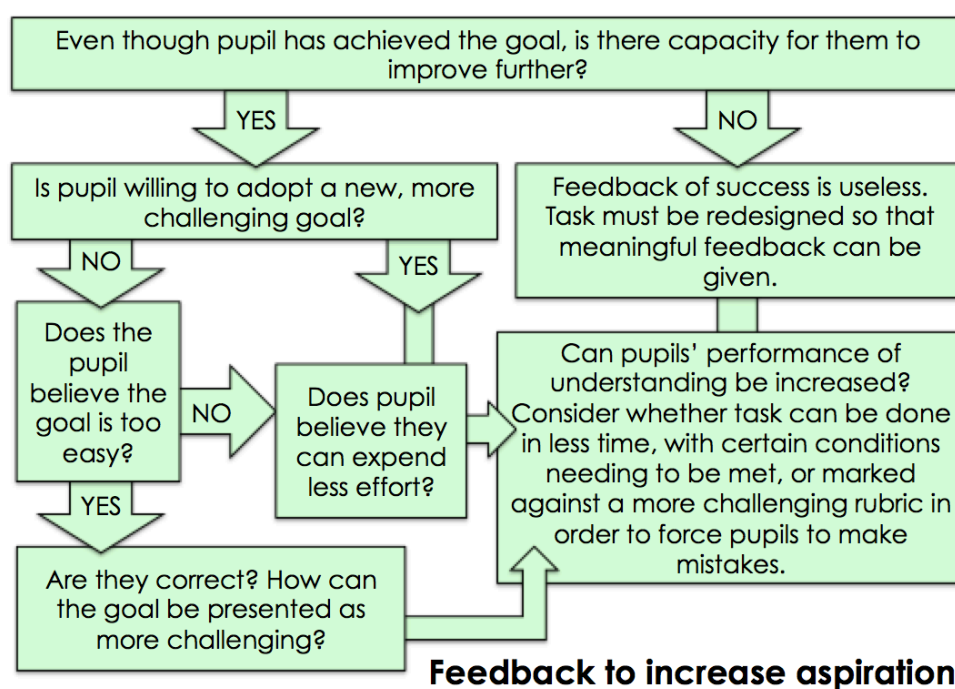 Even though pupil has achieved the goal, is there capacity for them to
improve further?
YES
NO
Is pupil willing to adopt a new, more
challenging goal?
Feedback of success is useless.
Task must be redesigned so that
meaningful feedback can be
given.
NO
YES
Does the
pupil
believe the
goal is too
easy?
NO
Does pupil
believe they
can expend
less effort?
Can pupils’ performance of
understanding be increased?
Consider whether task can be done
in less time, with certain conditions
needing to be met, or marked
against a more challenging rubric in
order to force pupils to make
mistakes.
YES
Are they correct? How can
the goal be presented as
more challenging?
Feedback to increase aspiration